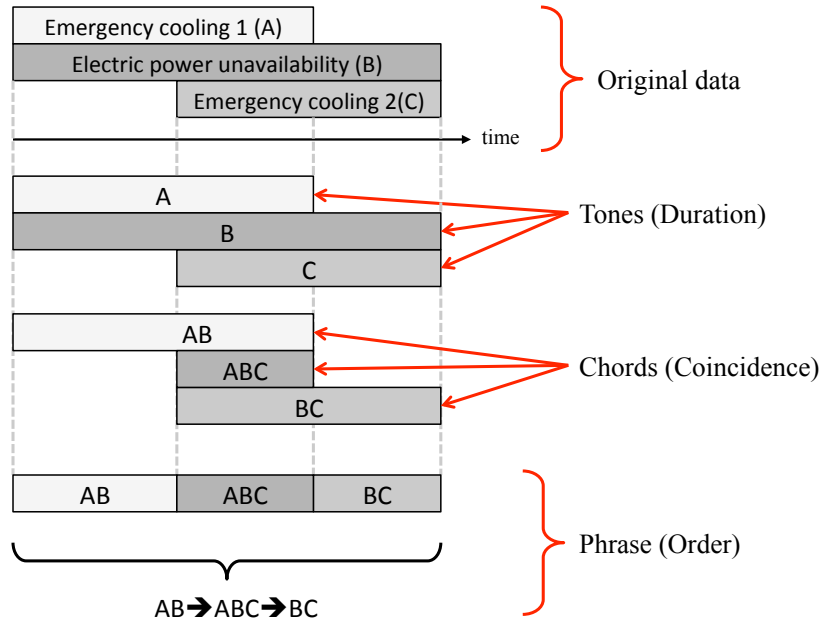 Emergency cooling 1 (A)
Electric power unavailability (B)
Emergency cooling 2(C)
time
Original data
A
B
C
Tones (Duration)
AB
ABC
BC
Chords (Coincidence)
AB ABC BC
Phrase (Order)
AB➔ABC➔BC